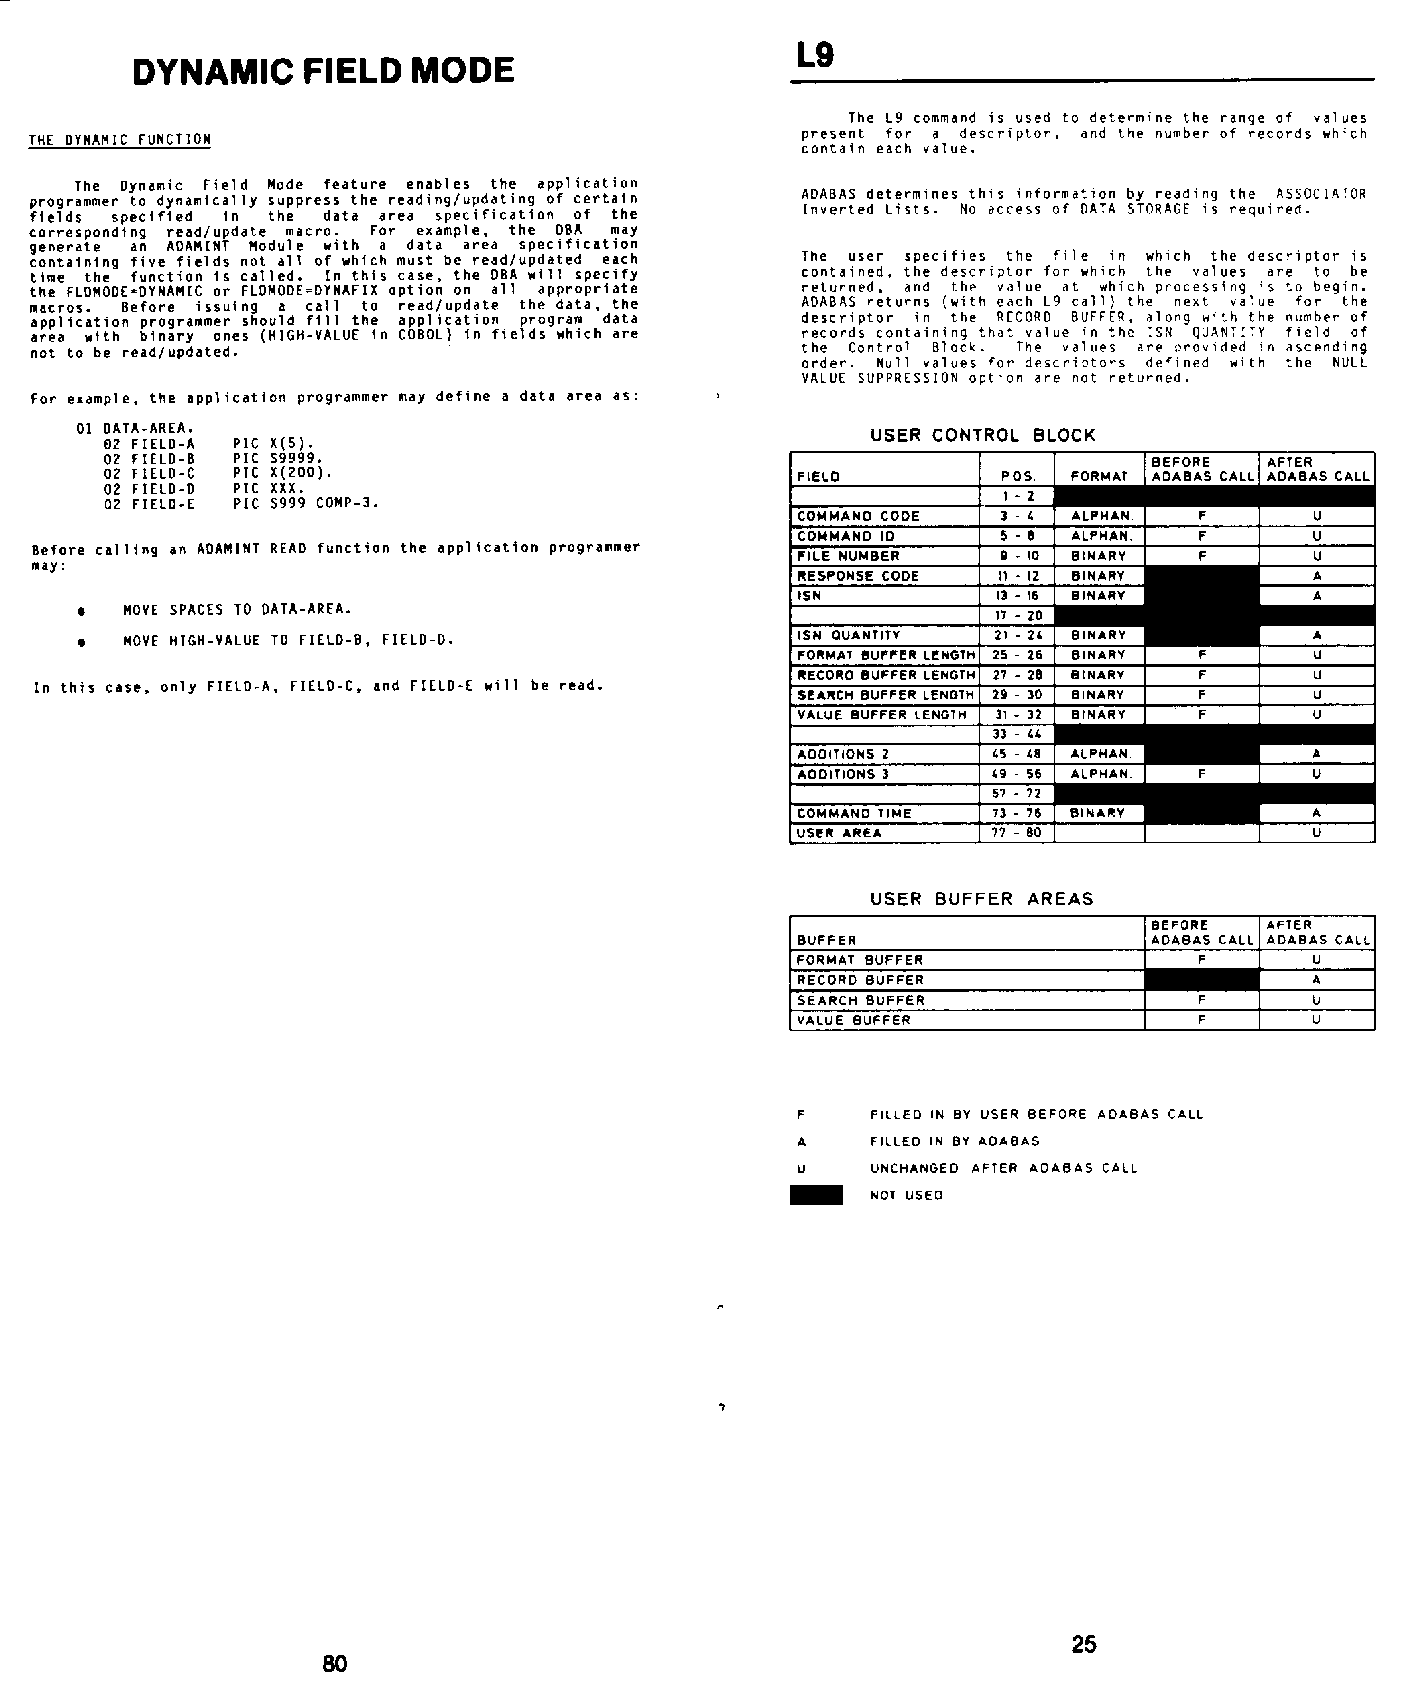 DYNAMIC FIELD MODE
THE DYNAMIC FUNCTION
The Dynamic Field Mode feature enables the application
programmer to dynamically suppress the reading/updating of certain
fields specified in the data area specification of the
corresponding read/update macro. For example, the DBA may
generate an ADAMINT Module with a data area specification
containing five fields not all of which must be read/updated each
time the function is called. In this case, the DBA will specify
the FLDMODE=DYNAMIC or FLDMODE=DYNAFIX option on all appropriate
macros. Before issuing a call to read/update the data, the
application programmer should fill the application program data
area with binary ones (HIGH-VALUE in COBOL) in fields which are
not to be read/updated.
For example, the application programmer may define a data area as:
01 DATA-AREA.
02 FIELD-A PIC X(5).
02 FIELD-B PIC S9999.
02 FIELD-C PIC X(200).
02 FIELD-D PIC XXX.
02 FIELD-E PIC S999 COMP-3.
Before calling an ADAMINT READ function the application programmer
may:
• MOVE SPACES TO DATA-AREA.
• MOVE HIGH-VALUE TO FIELD-B, FIELD-D.
In this case, only FIELD-A, FIELD-C, and FIELD-E will be read.
80
L9
The L9 command is used to determine the range of values
present for a descriptor, and the number of records which
contain each value.
ADABAS determines this information by reading the ASSOCIATOR
Inverted Lists. No access of DATA STORAGE is required.
The user specifies the file in which the descriptor is
contained, the descriptor for which the values are to be
returned, and the value at which processing is to begin.
ADABAS returns (with each L9 call) the next value for the
descriptor in the RECORD BUFFER, along with the number of
records containing that value in the ISN QUANTITY field of
the Control Block. The values are provided in ascending
order. Null values for descriptors defined with the NULL
VALUE SUPPRESSION option are not returned.
USER CONTROL BLOCK
FIELD POS. FORMAT BEFORE ADABAS CALL AFTER ADABAS CALL
1 - 2
COMMAND CODE 3 - 4 ALPHAN. F U
COMMAND ID 5 - 8 ALPHAN. F U
FILE NUMBER 9 - 10 BINARY F U
RESPONSE CODE 11 - 12 BINARY A
ISN 13 - 16 BINARY A
17 - 20
ISN QUANTITY 21 - 24 BINARY A
FORMAT BUFFER LENGTH 25 - 26 BINARY F U
RECORD BUFFER LENGTH 27 - 28 BINARY F U
SEARCH BUFFER LENGTH 29 - 30 BINARY F U
VALUE BUFFER LENGTH 31 - 32 BINARY F U
33 - 44
ADDITIONS 2 45 - 48 ALPHAN. A
ADDITIONS 3 49 - 56 ALPHAN. F U
57 - 72
COMMAND TIME 73 - 76 BINARY A
USER AREA 77 - 80 U
USER BUFFER AREAS
BUFFER BEFORE ADABAS CALL AFTER ADABAS CALL
FORMAT BUFFER F U
RECORD BUFFER A
SEARCH BUFFER F U
VALUE BUFFER F U
F FILLED IN BY USER BEFORE ADABAS CALL
A FILLED IN BY ADABAS
U UNCHANGED AFTER ADABAS CALL
NOT USED
25